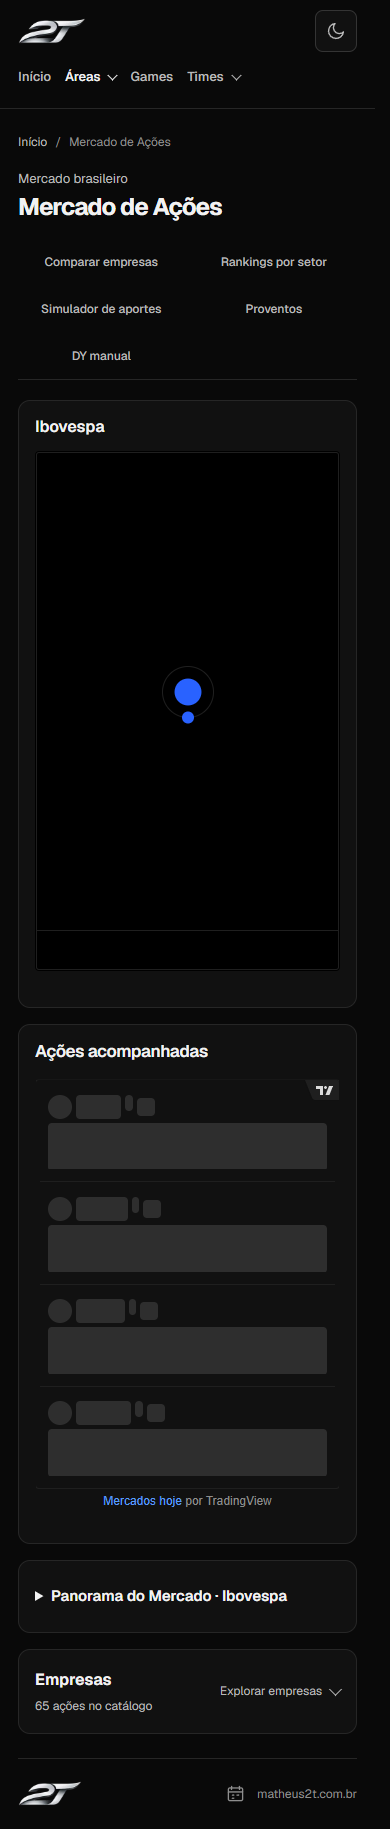 2T
Início Áreas Games Times
Início / Mercado de Ações
Mercado brasileiro
Mercado de Ações
Comparar empresas Rankings por setor
Simulador de aportes Proventos
DY manual
Ibovespa
Ações acompanhadas
Mercados hoje por TradingView
Panorama do Mercado · Ibovespa
Empresas
65 ações no catálogo
Explorar empresas
2T
matheus2t.com.br